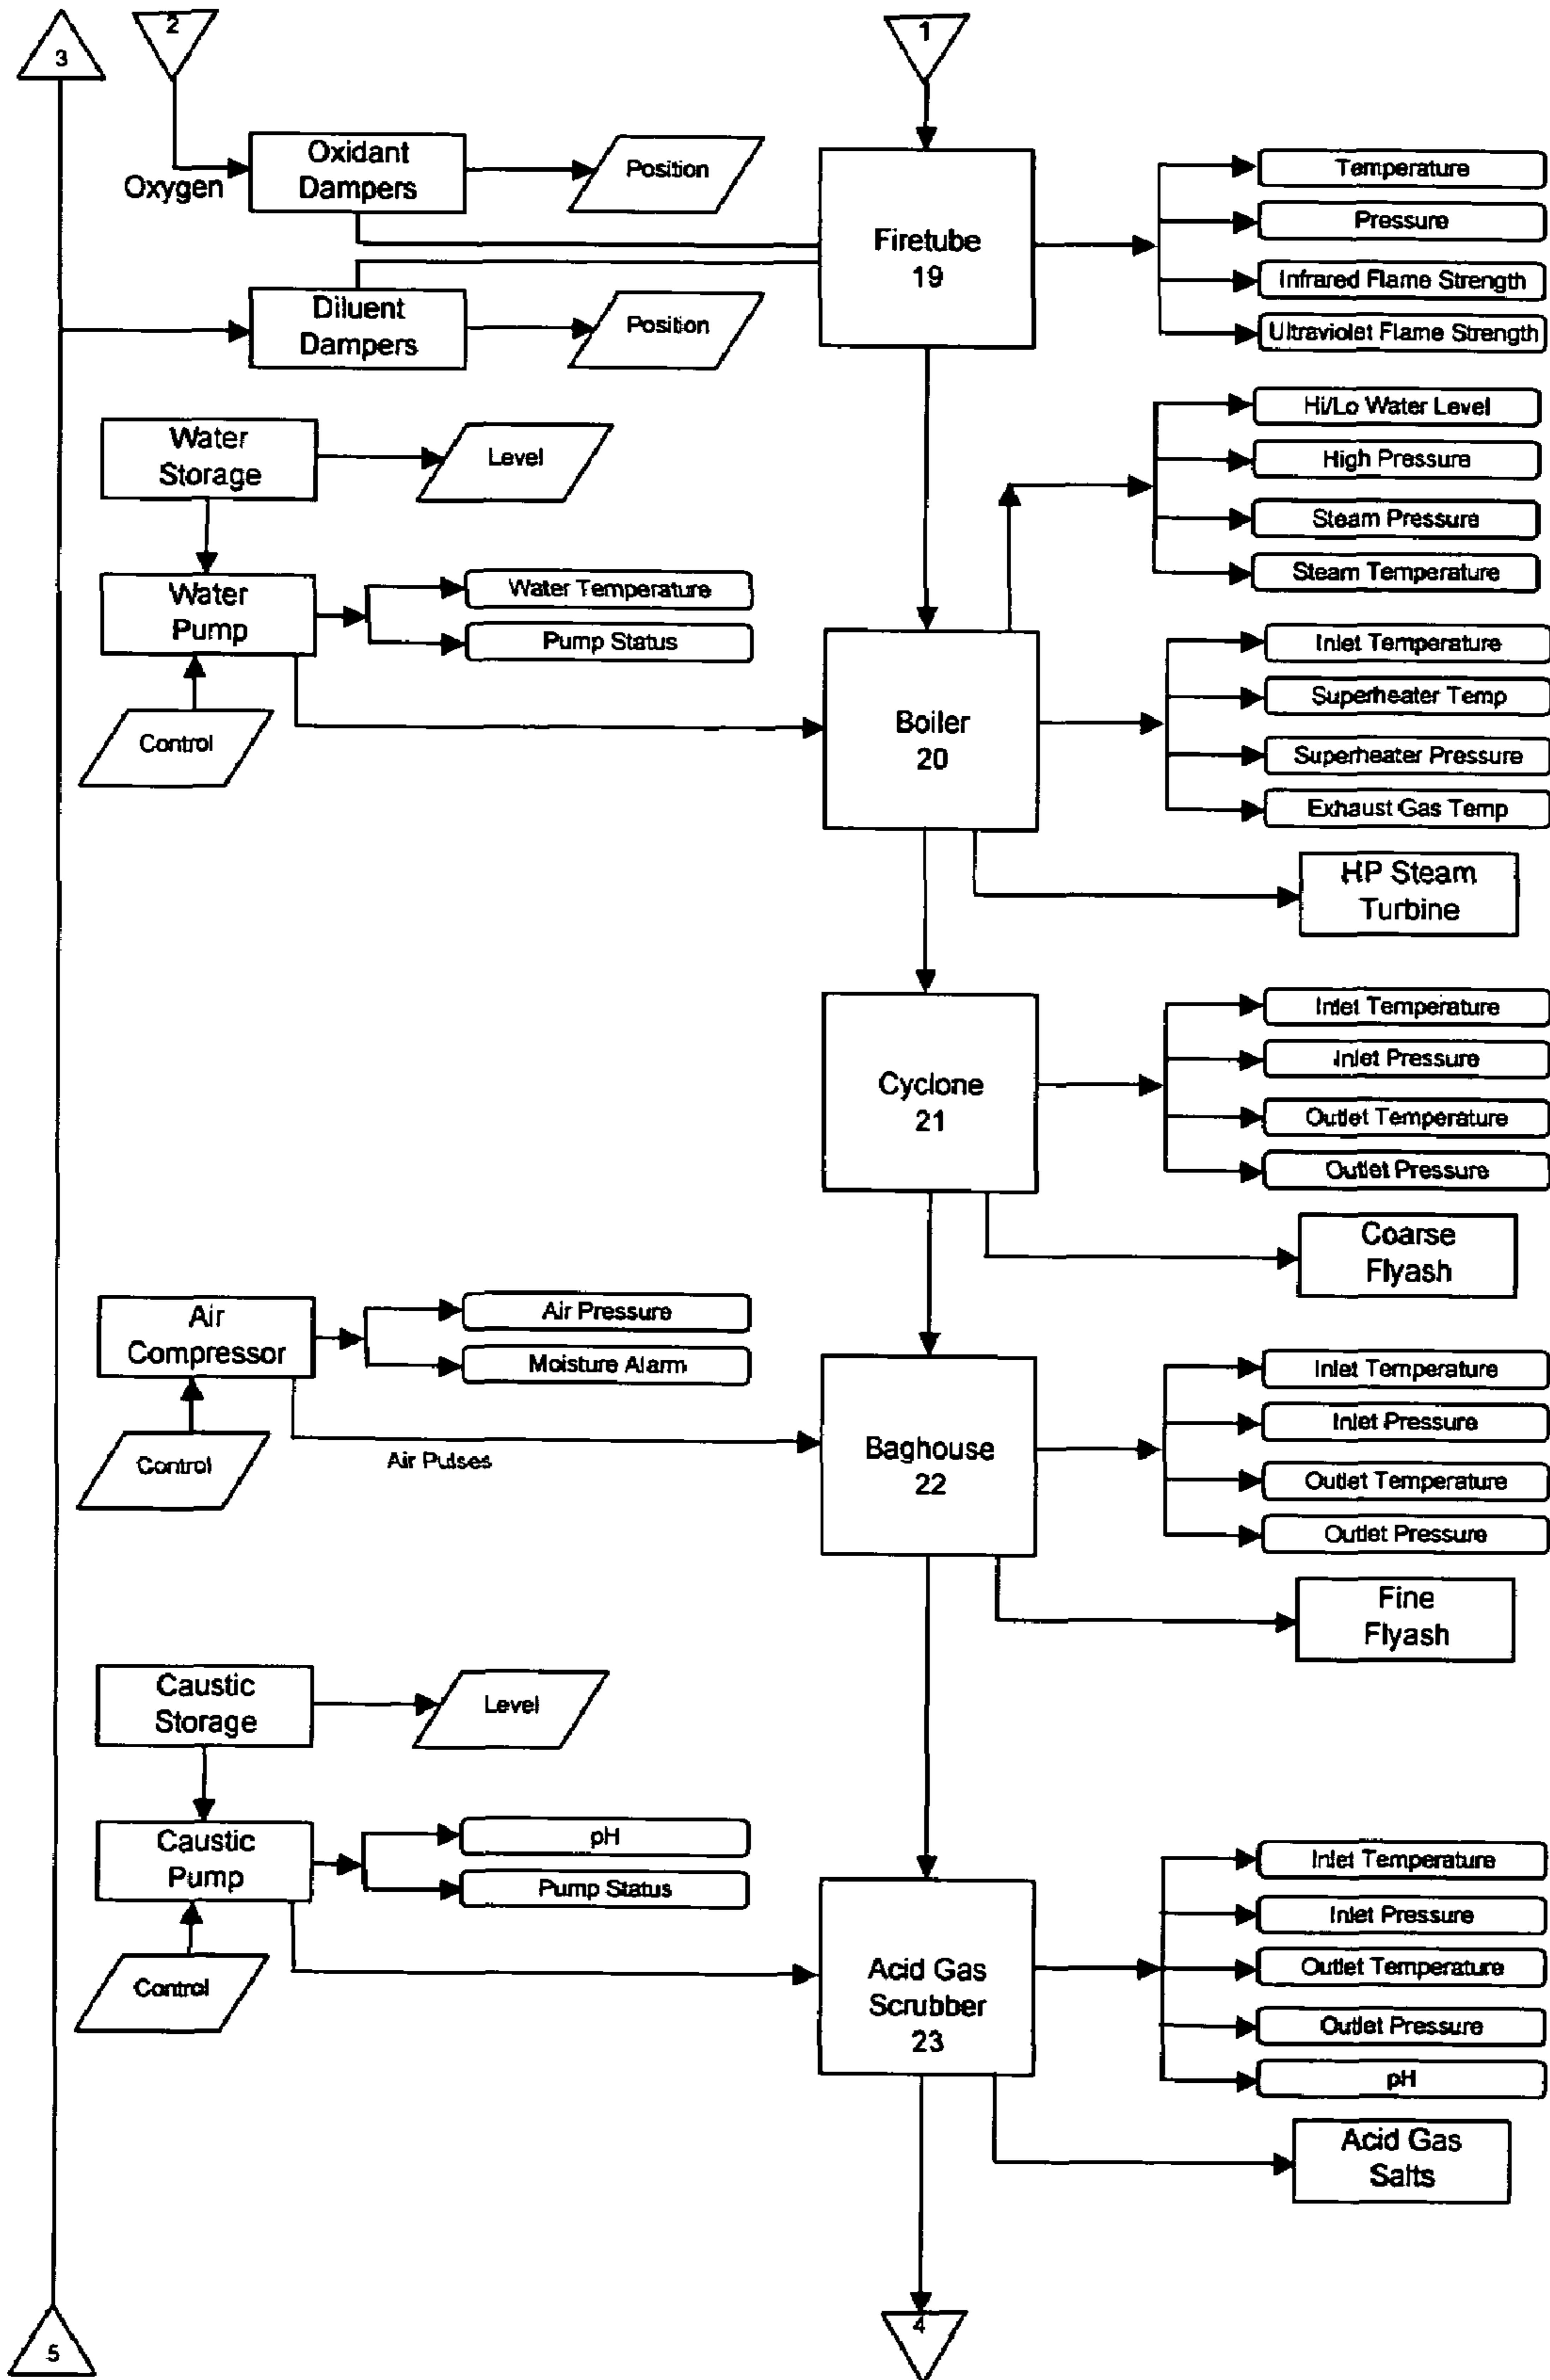 3
2
1
Oxygen
Oxidant
Dampers
Position
Firetube
19
Temperature
Pressure
Infrared Flame Strength
Ultraviolet Flame Strength
Diluent
Dampers
Position
Water
Storage
Level
Hi/Lo Water Level
High Pressure
Steam Pressure
Steam Temperature
Water
Pump
Water Temperature
Pump Status
Control
Boiler
20
Inlet Temperature
Superheater Temp
Superheater Pressure
Exhaust Gas Temp
HP Steam
Turbine
Cyclone
21
Inlet Temperature
Inlet Pressure
Outlet Temperature
Outlet Pressure
Coarse
Flyash
Air
Compressor
Air Pressure
Moisture Alarm
Control
Air Pulses
Baghouse
22
Inlet Temperature
Inlet Pressure
Outlet Temperature
Outlet Pressure
Fine
Flyash
Caustic
Storage
Level
Caustic
Pump
pH
Pump Status
Control
Acid Gas
Scrubber
23
Inlet Temperature
Inlet Pressure
Outlet Temperature
Outlet Pressure
pH
Acid Gas
Salts
5
4